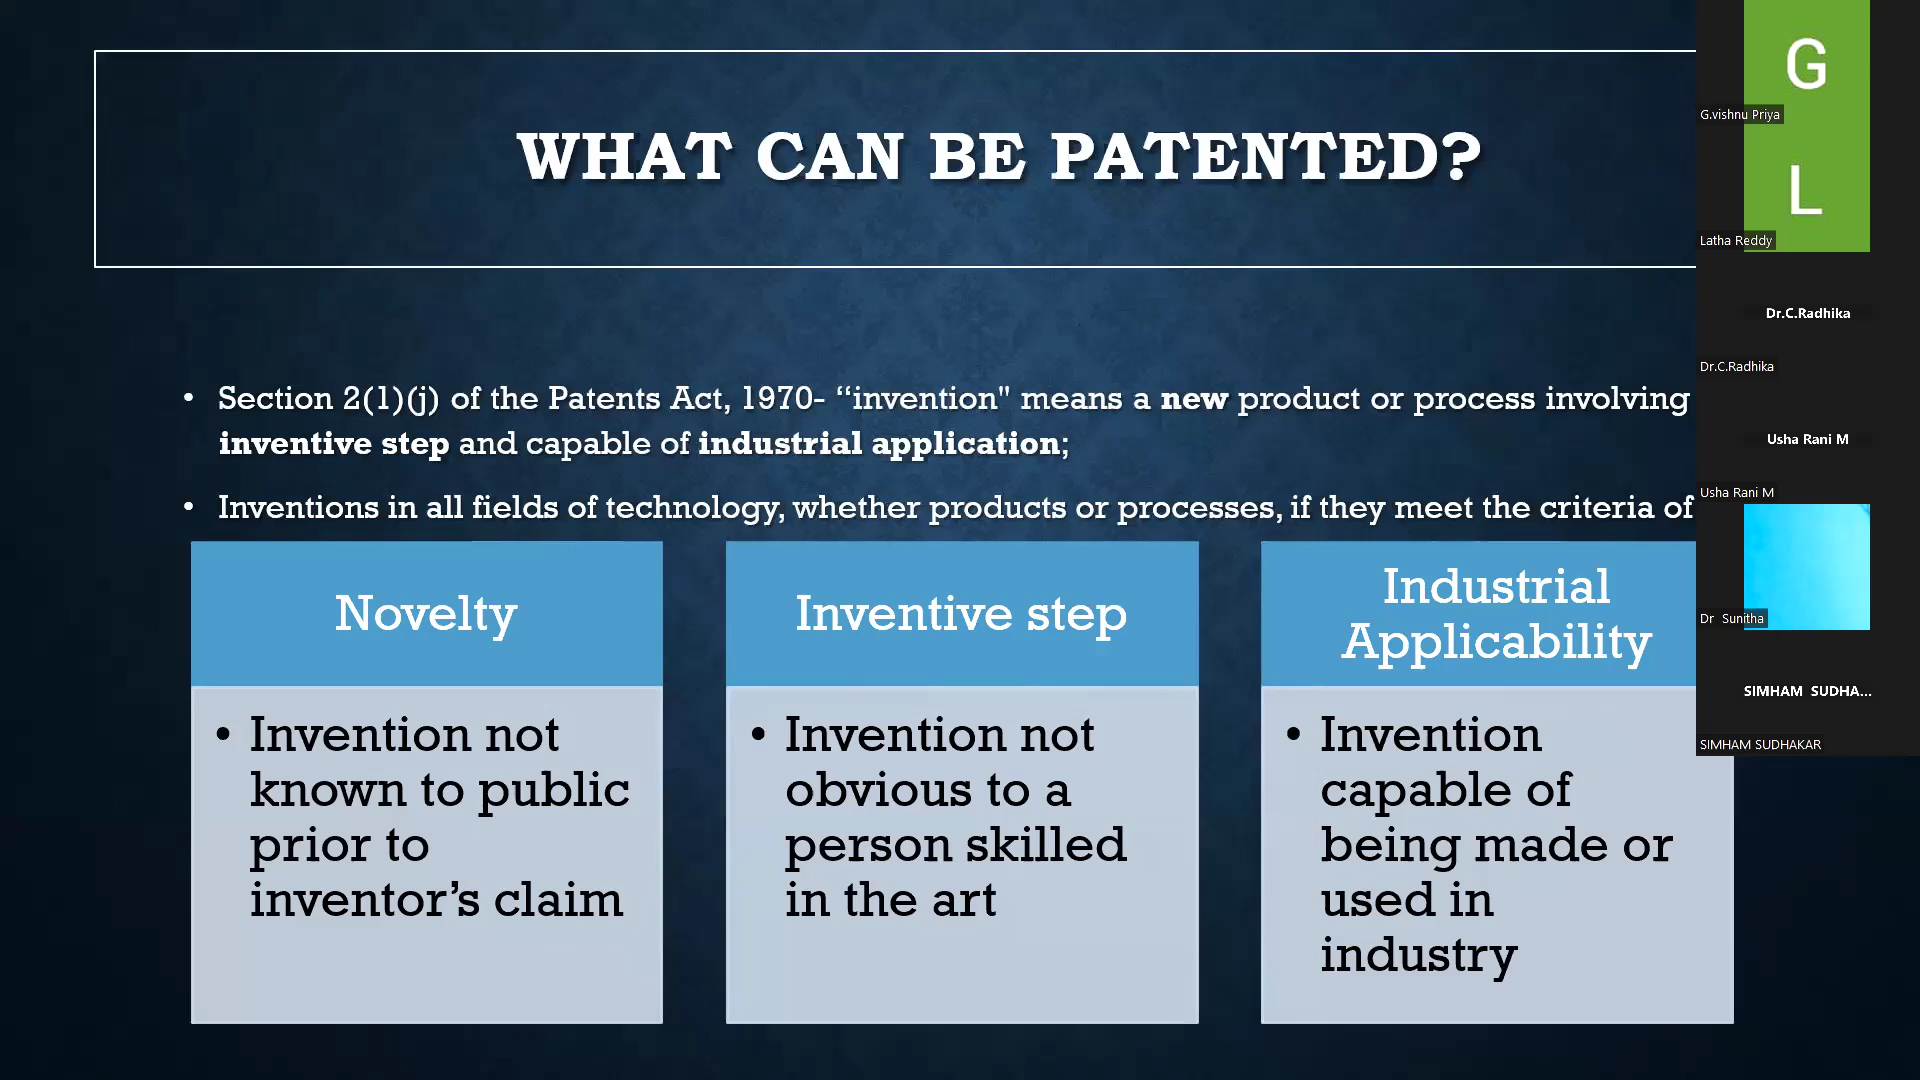 WHAT CAN BE PATENTED?
• Section 2(1)(j) of the Patents Act, 1970- “invention" means a new product or process involving
inventive step and capable of industrial application;
• Inventions in all fields of technology, whether products or processes, if they meet the criteria of
Novelty
• Invention not
known to public
prior to
inventor’s claim
Inventive step
• Invention not
obvious to a
person skilled
in the art
Industrial
Applicability
• Invention
capable of
being made or
used in
industry
G
G.vishnu Priya
L
Latha Reddy
Dr.C.Radhika
Dr.C.Radhika
Usha Rani M
Usha Rani M
Dr Sunitha
SIMHAM SUDHA...
SIMHAM SUDHAKAR